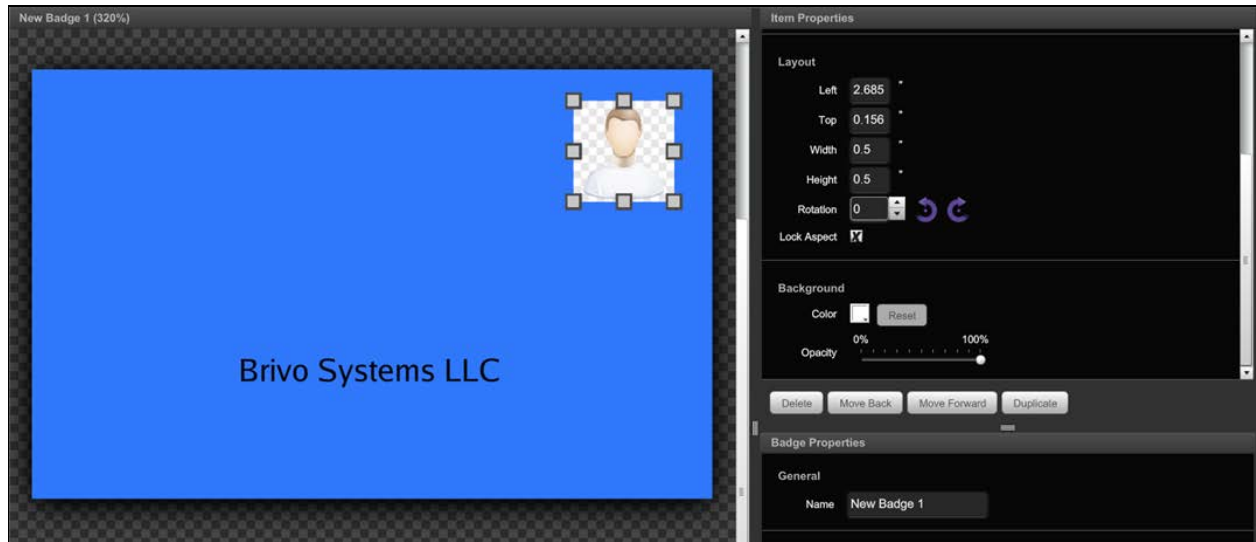 New Badge 1 (320%)
Brivo Systems LLC
Item Properties
Layout
Left 2.685 "
Top 0.156 "
Width 0.5 "
Height 0.5 "
Rotation 0
Lock Aspect X
Background
Color Reset
0% 100%
Opacity
Delete Move Back Move Forward Duplicate
Badge Properties
General
Name New Badge 1